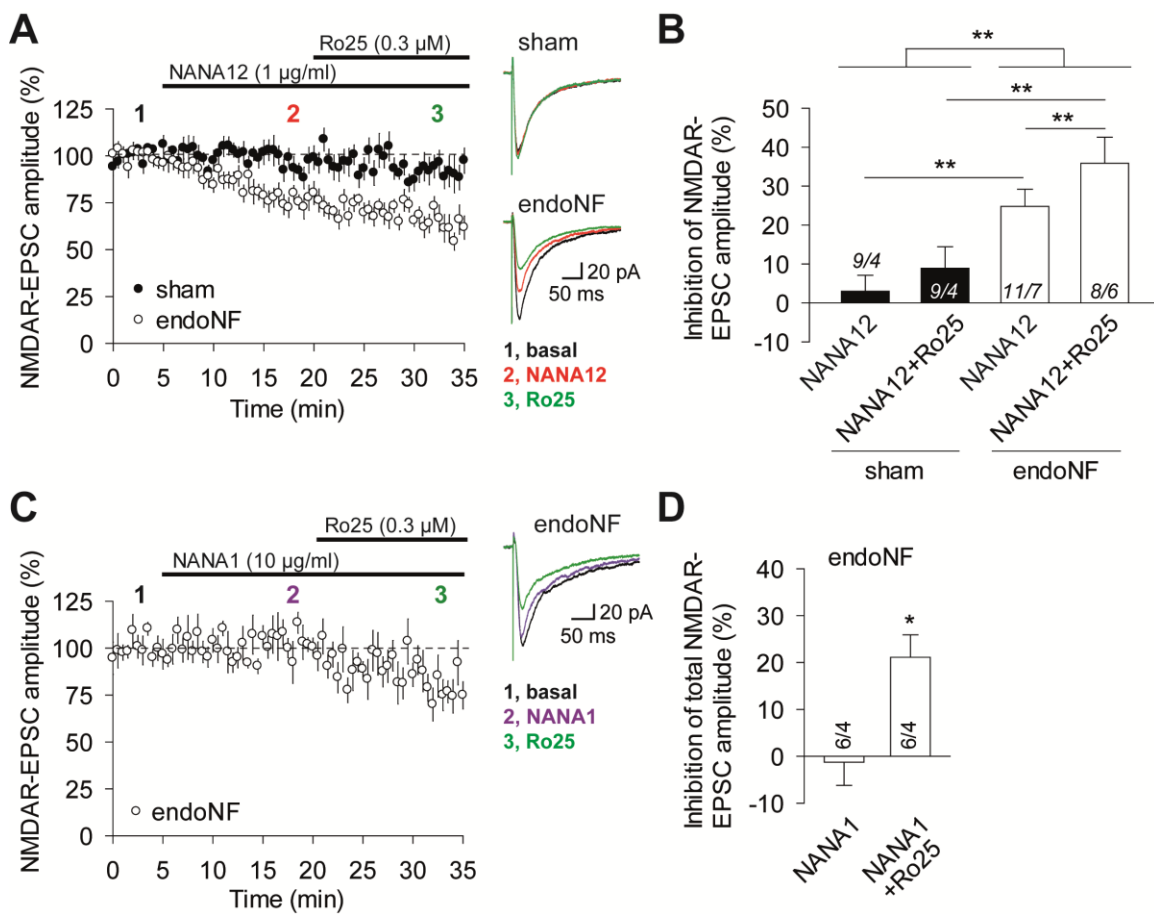 A
Ro25 (0.3 µM)
NANA12 (1 µg/ml)
NMDAR-EPSC amplitude (%)
125
100
75
50
25
0
1
2
3
sham
endoNF
0 5 10 15 20 25 30 35
Time (min)
sham
endoNF
20 pA
50 ms
1, basal
2, NANA12
3, Ro25
B
Inhibition of NMDAR-
EPSC amplitude (%)
50
40
30
20
10
0
-10
**
**
**
**
9/4
9/4
11/7
8/6
NANA12
NANA12+Ro25
NANA12
NANA12+Ro25
sham
endoNF
C
Ro25 (0.3 µM)
NANA1 (10 µg/ml)
NMDAR-EPSC amplitude (%)
125
100
75
50
25
0
1
2
3
endoNF
0 5 10 15 20 25 30 35
Time (min)
endoNF
20 pA
50 ms
1, basal
2, NANA1
3, Ro25
D
endoNF
Inhibition of total NMDAR-
EPSC amplitude (%)
40
30
20
10
0
-10
*
6/4
6/4
NANA1
NANA1
+Ro25